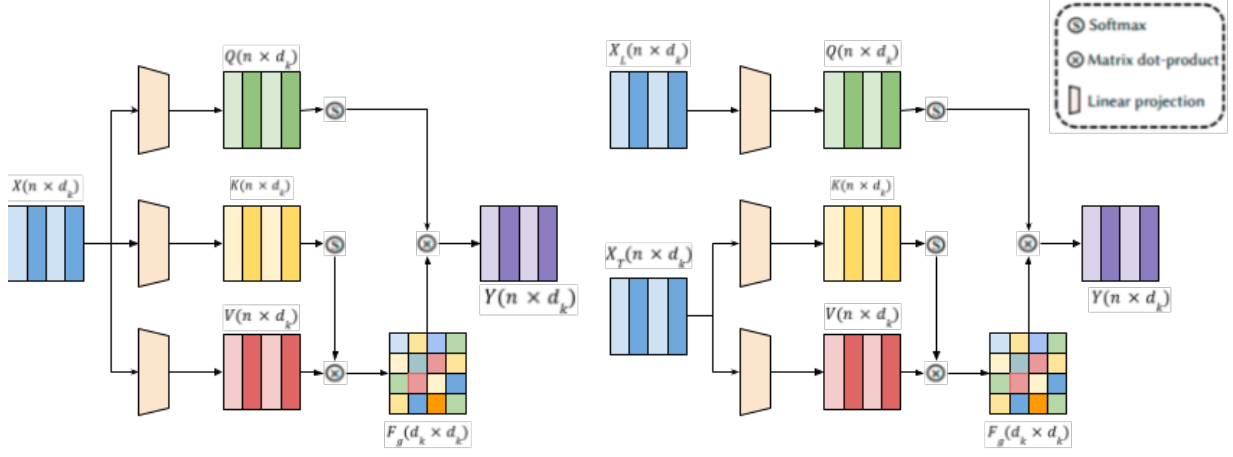 Q(n × d_k)
X(n × d_k)
K(n × d_k)
V(n × d_k)
S
S
×
×
Y(n × d_k)
F_g(d_k × d_k)
X_L(n × d_k)
Q(n × d_k)
X_T(n × d_k)
K(n × d_k)
V(n × d_k)
S
S
×
×
Y(n × d_k)
F_g(d_k × d_k)
S Softmax
× Matrix dot-product
Linear projection